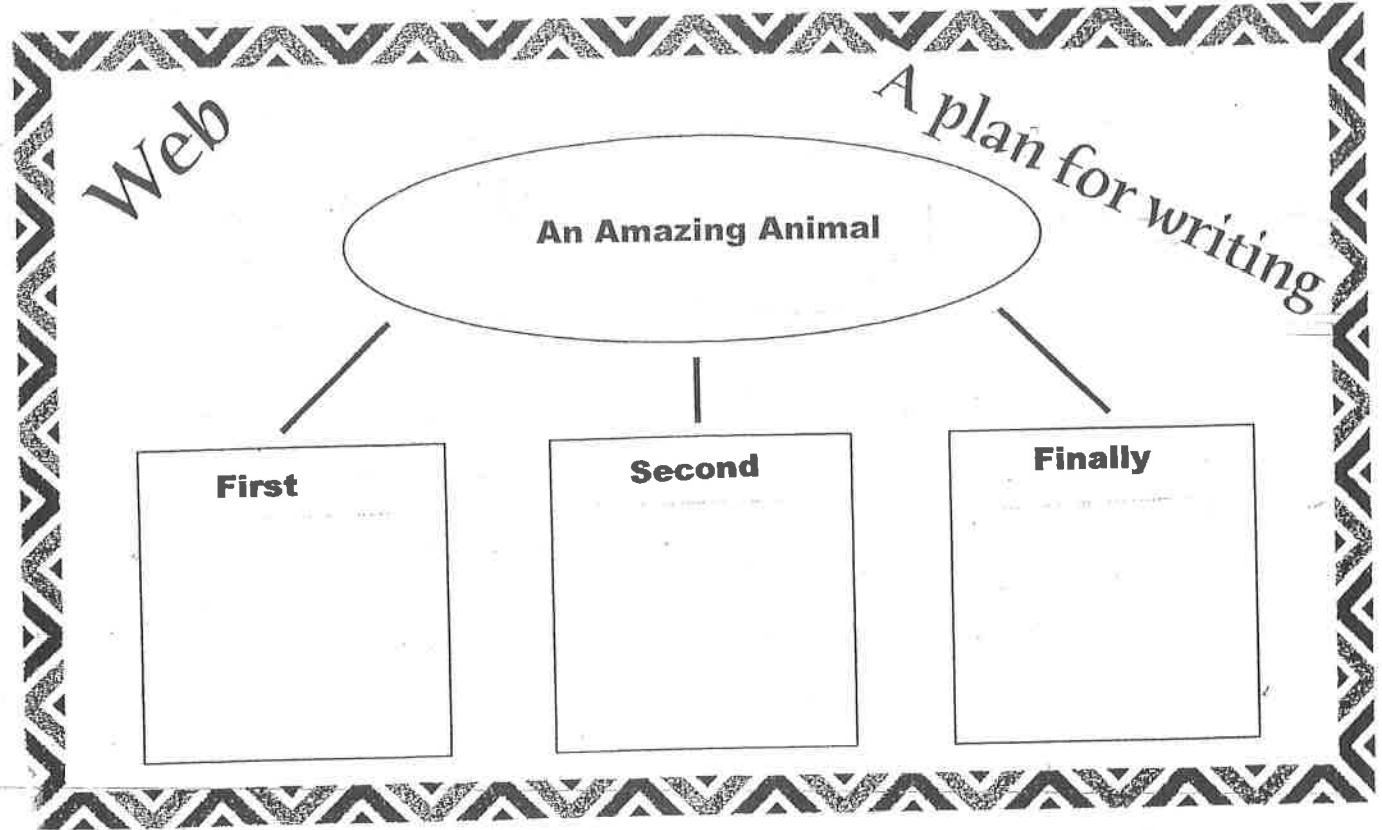 Web
A plan for writing
An Amazing Animal
First
Second
Finally